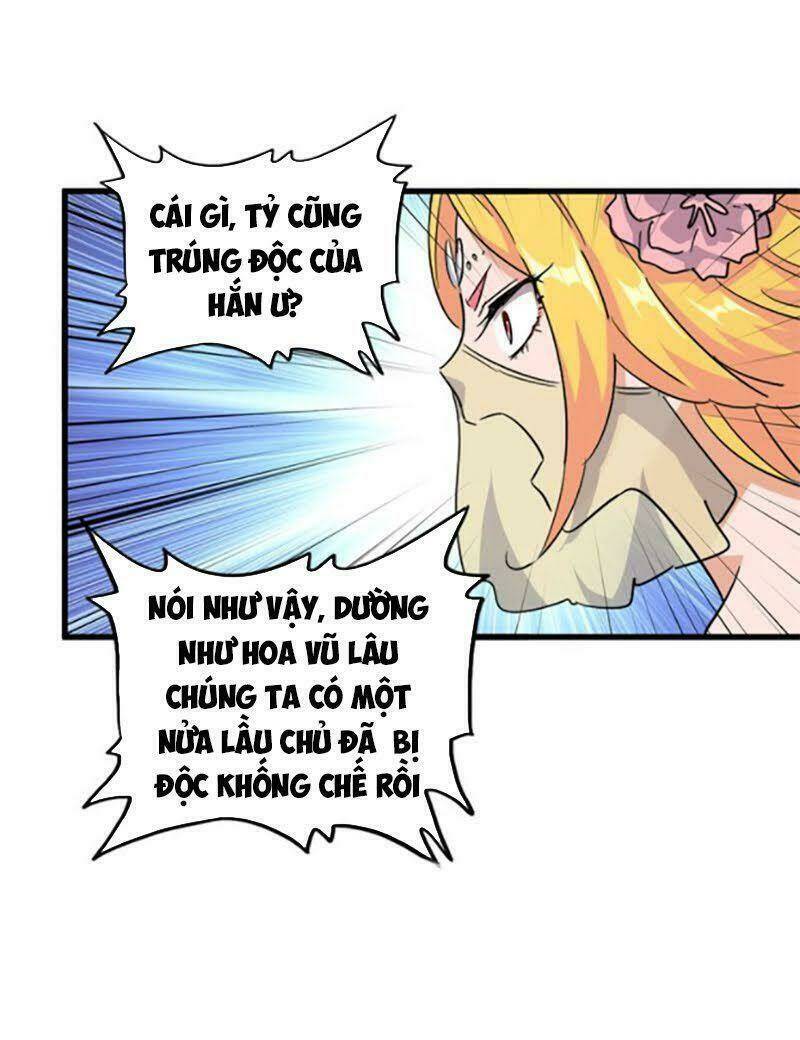 CÁI GÌ, TỶ CŨNG
TRÚNG ĐỘC CỦA
HẮN Ư?
NÓI NHƯ VẬY, DƯỜNG
NHƯ HOA VŨ LÂU
CHÚNG TA CÓ MỘT
NỬA LẦU CHỦ ĐÃ BỊ
ĐỘC KHỐNG CHẾ RỒI